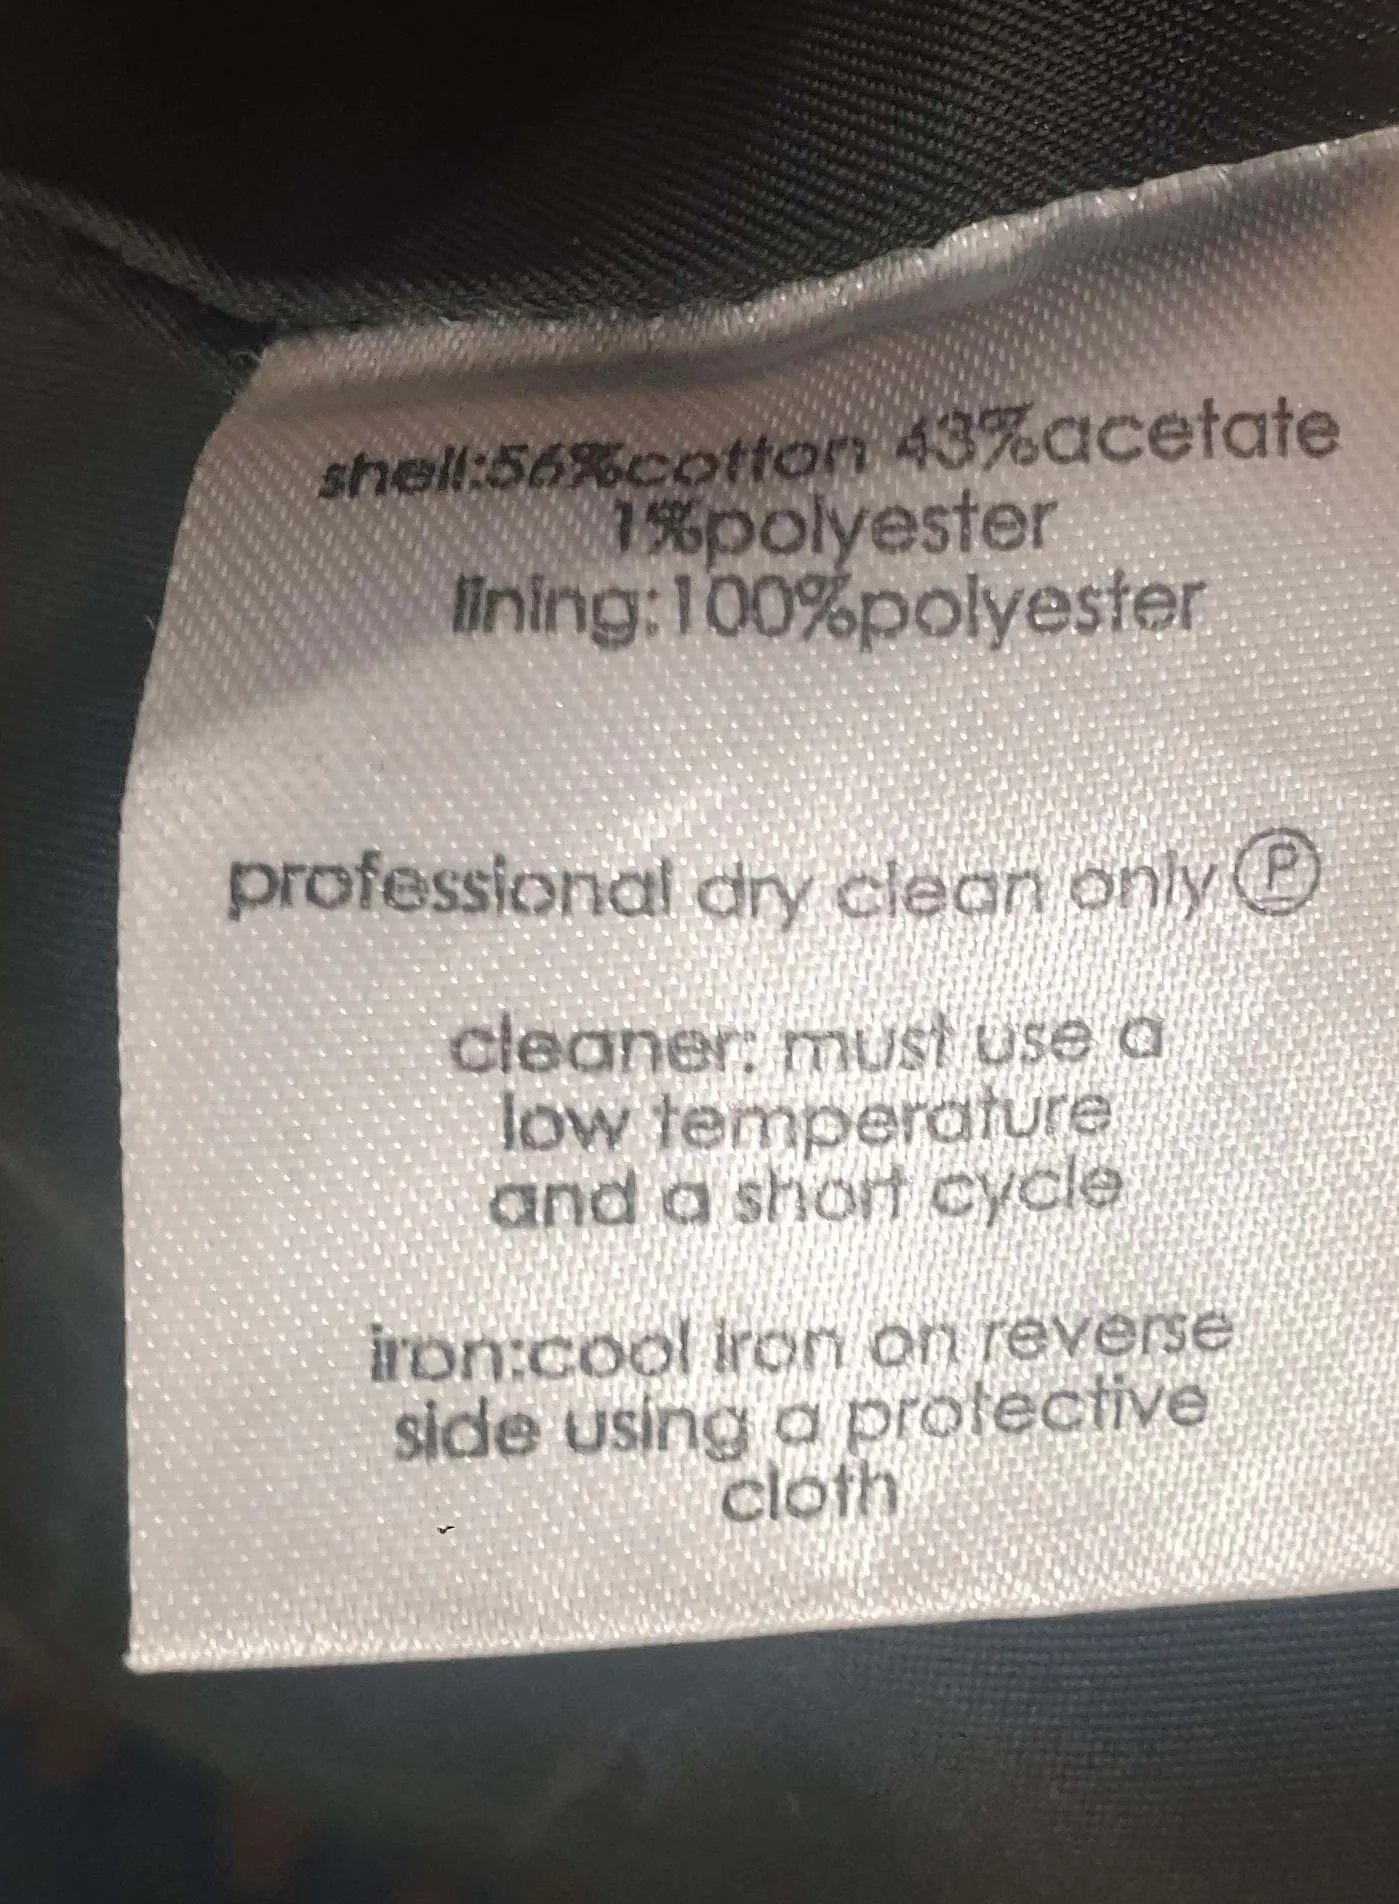 shell:56%cotton 43%acetate
1%polyester
lining:100%polyester
professional dry clean only Ⓟ
cleaner: must use a
low temperature
and a short cycle
iron:cool iron on reverse
side using a protective
cloth